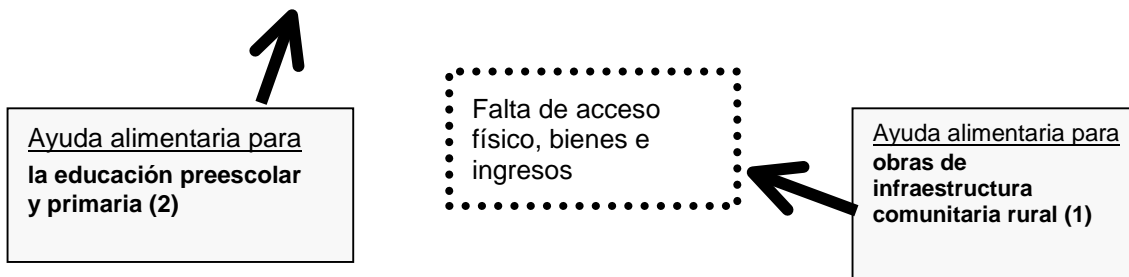 Ayuda alimentaria para
la educación preescolar
y primaria (2)
Falta de acceso
físico, bienes e
ingresos
Ayuda alimentaria para
obras de
infraestructura
comunitaria rural (1)